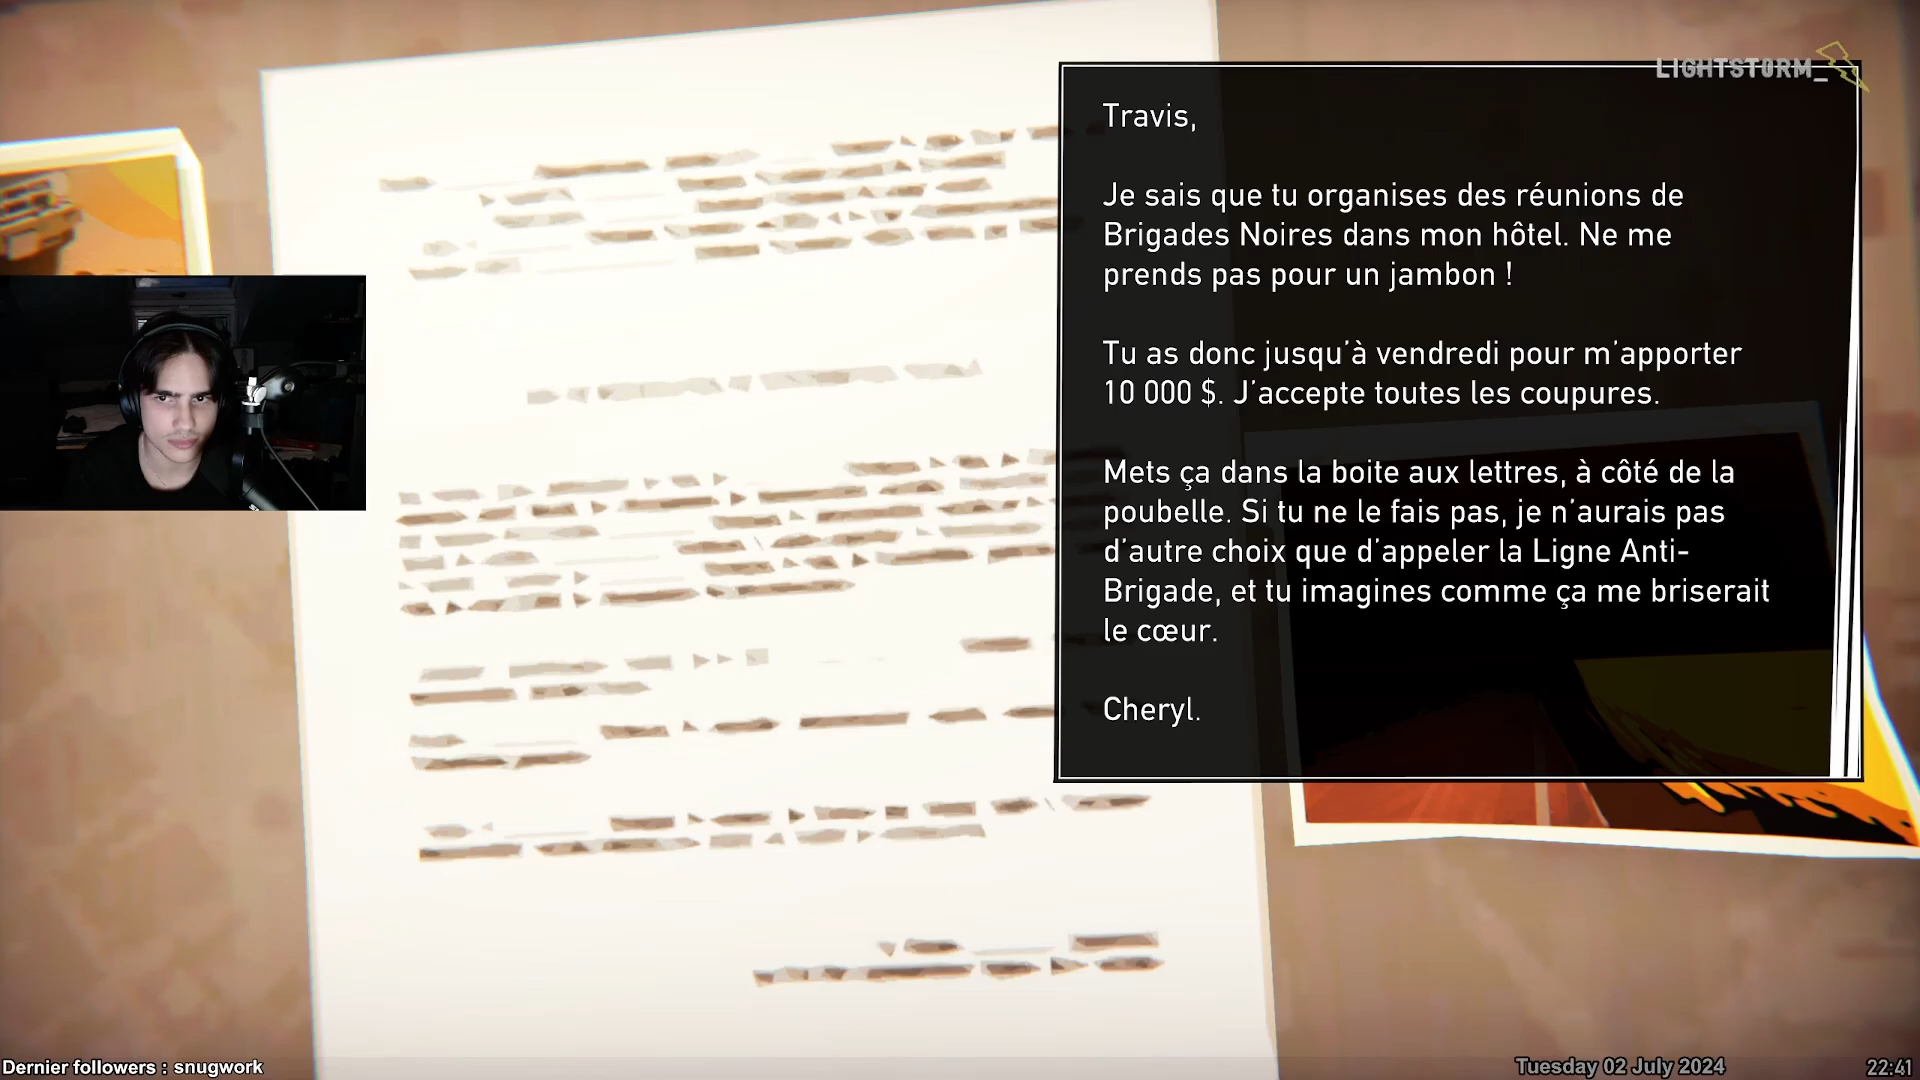 LIGHTST0RM_
Travis,
Je sais que tu organises des réunions de
Brigades Noires dans mon hôtel. Ne me
prends pas pour un jambon !
Tu as donc jusqu'à vendredi pour m'apporter
10 000 $. J'accepte toutes les coupures.
Mets ça dans la boite aux lettres, à côté de la
poubelle. Si tu ne le fais pas, je n'aurais pas
d'autre choix que d'appeler la Ligne Anti-
Brigade, et tu imagines comme ça me briserait
le cœur.
Cheryl.
Dernier followers : snugwork
Tuesday 02 July 2024
22:41